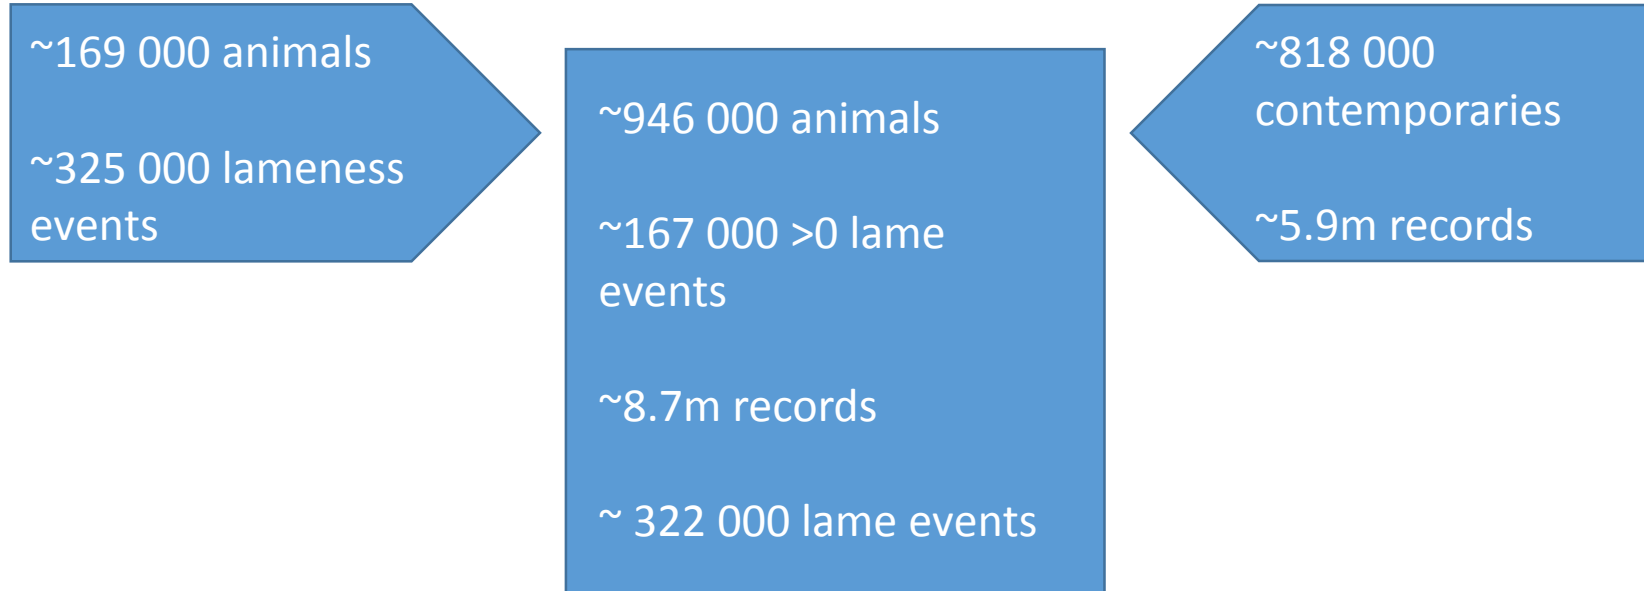 ~169 000 animals
~325 000 lameness
events
~946 000 animals
~167 000 >0 lame
events
~8.7m records
~ 322 000 lame events
~818 000
contemporaries
~5.9m records